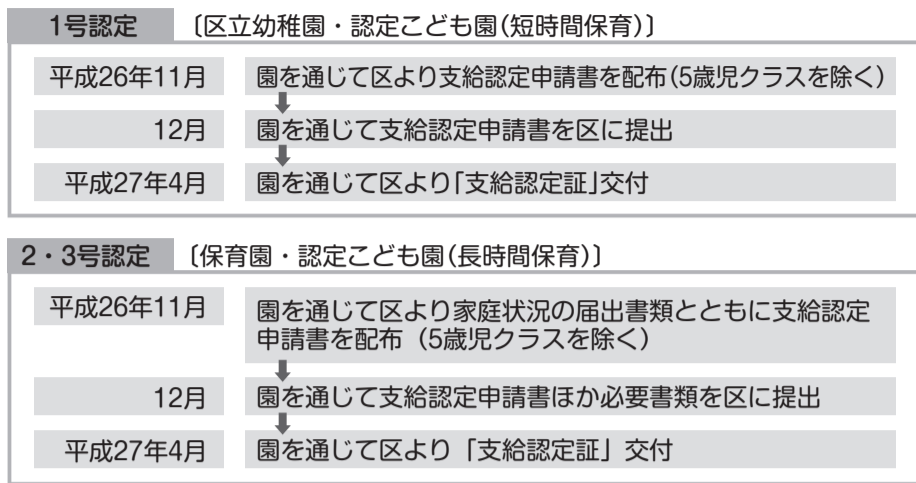 1号認定 〔区立幼稚園・認定こども園(短時間保育)〕
平成26年11月 園を通じて区より支給認定申請書を配布(5歳児クラスを除く)
12月 園を通じて支給認定申請書を区に提出
平成27年4月 園を通じて区より「支給認定証」交付
2・3号認定 〔保育園・認定こども園(長時間保育)〕
平成26年11月 園を通じて区より家庭状況の届出書類とともに支給認定
申請書を配布（5歳児クラスを除く）
12月 園を通じて支給認定申請書ほか必要書類を区に提出
平成27年4月 園を通じて区より「支給認定証」交付